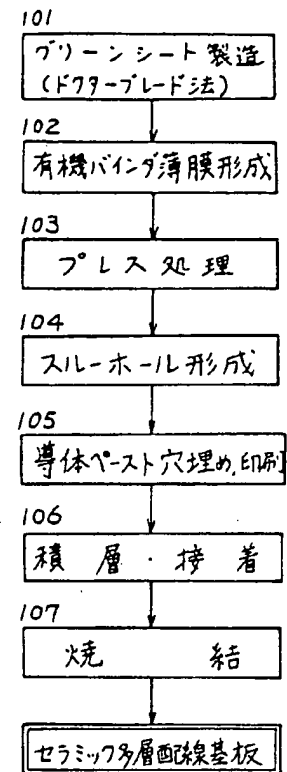 101
グリーンシート製造
(ドクターブレード法)
102
有機バインダ薄膜形成
103
プレス処理
104
スルーホール形成
105
導体ペースト穴埋め,印刷
106
積層・接着
107
焼結
セラミック多層配線基板